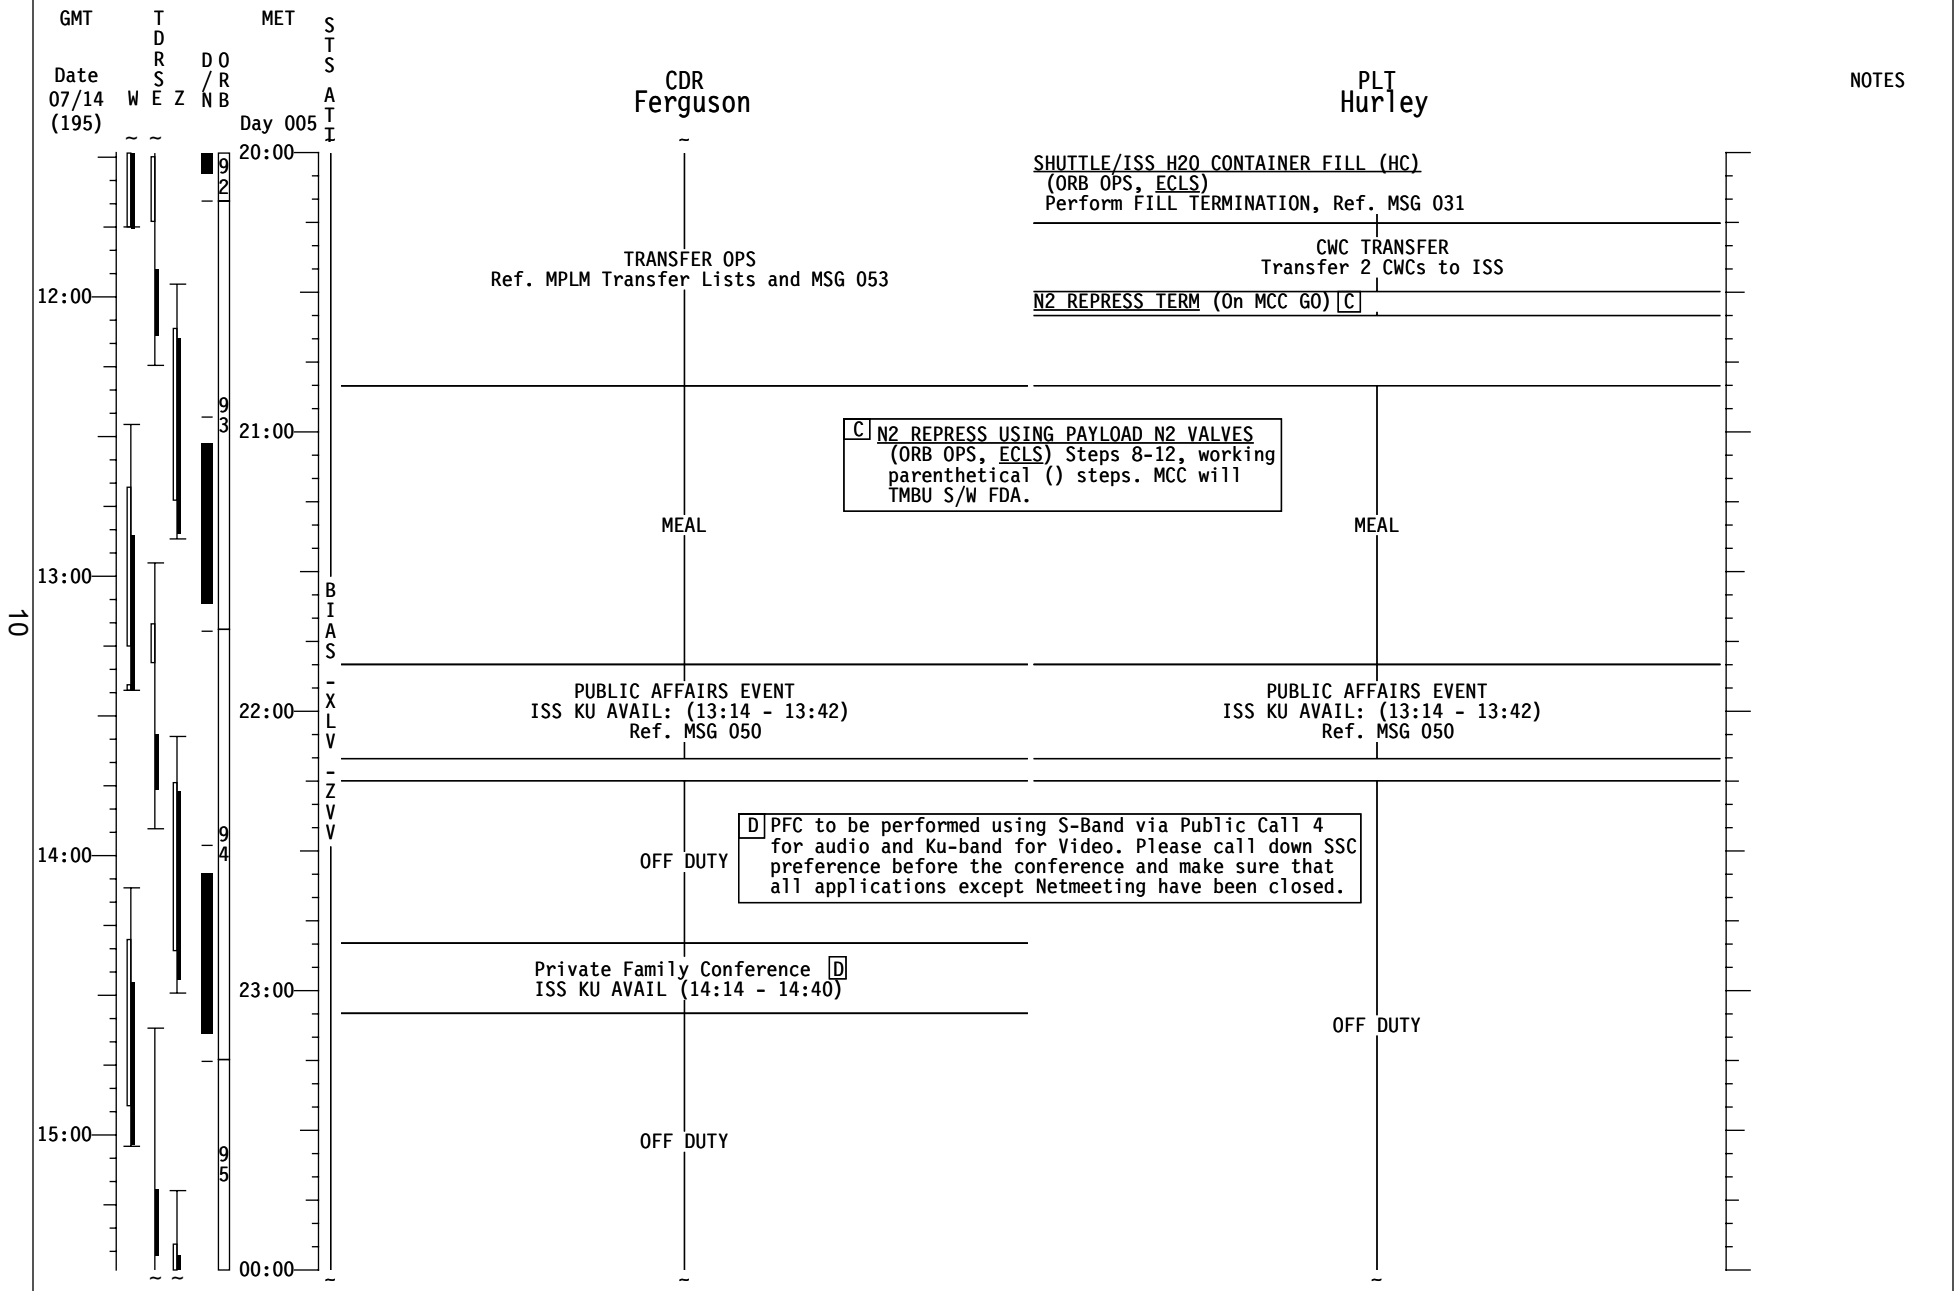 GMT
TDRSE
MET
STS ATT
D/N
ORB
Date
07/14
(195)
W E Z
Day 005
CDR
Ferguson
PLT
Hurley
NOTES
~ ~
~
20:00
92
SHUTTLE/ISS H2O CONTAINER FILL (HC)
(ORB OPS, ECLS)
Perform FILL TERMINATION, Ref. MSG 031
TRANSFER OPS
Ref. MPLM Transfer Lists and MSG 053
CWC TRANSFER
Transfer 2 CWCs to ISS
12:00
N2 REPRESS TERM (On MCC GO) C
93
21:00
C N2 REPRESS USING PAYLOAD N2 VALVES
(ORB OPS, ECLS) Steps 8-12, working
parenthetical () steps. MCC will
TMBU S/W FDA.
MEAL
MEAL
13:00
BIAS -XLV -ZVV
10
PUBLIC AFFAIRS EVENT
ISS KU AVAIL: (13:14 - 13:42)
Ref. MSG 050
PUBLIC AFFAIRS EVENT
ISS KU AVAIL: (13:14 - 13:42)
Ref. MSG 050
22:00
94
14:00
D PFC to be performed using S-Band via Public Call 4
for audio and Ku-band for Video. Please call down SSC
preference before the conference and make sure that
all applications except Netmeeting have been closed.
OFF DUTY
Private Family Conference D
ISS KU AVAIL (14:14 - 14:40)
23:00
OFF DUTY
15:00
OFF DUTY
95
00:00
~ ~
~
~
~